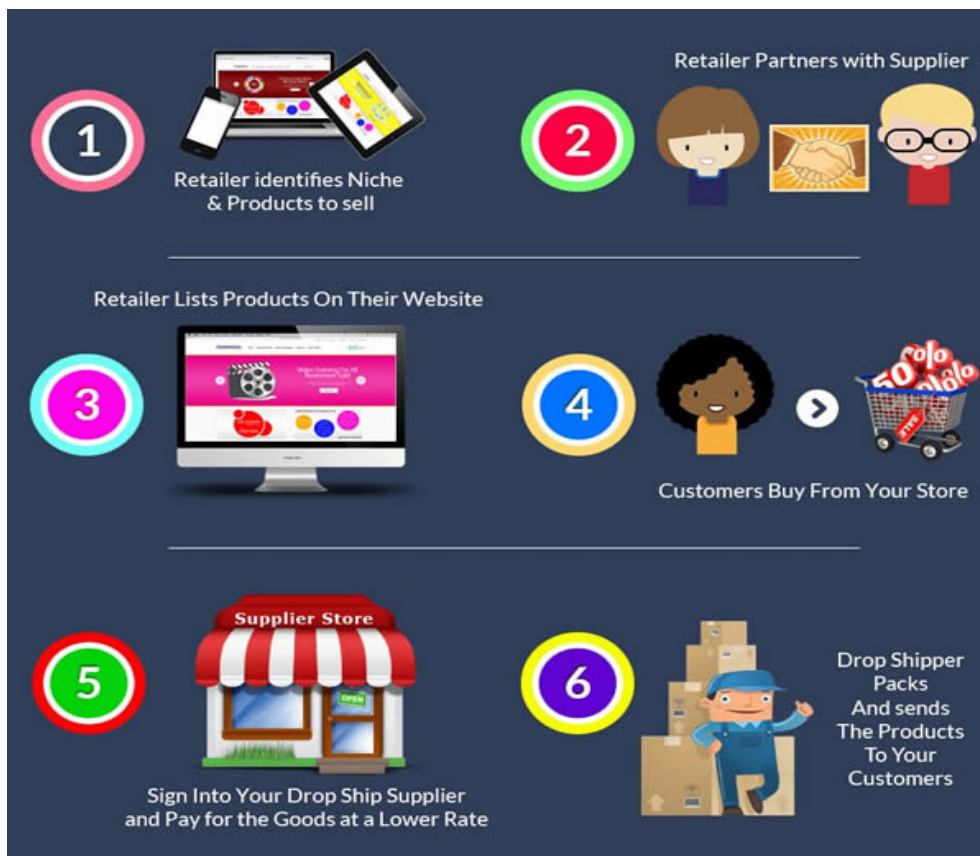 1
Retailer identifies Niche
& Products to sell
2
Retailer Partners with Supplier
3
Retailer Lists Products On Their Website
4
50%
%
%
SALE
Customers Buy From Your Store
5
Supplier Store
OPEN
Sign Into Your Drop Ship Supplier
and Pay for the Goods at a Lower Rate
6
Drop Shipper
Packs
And sends
The Products
To Your
Customers